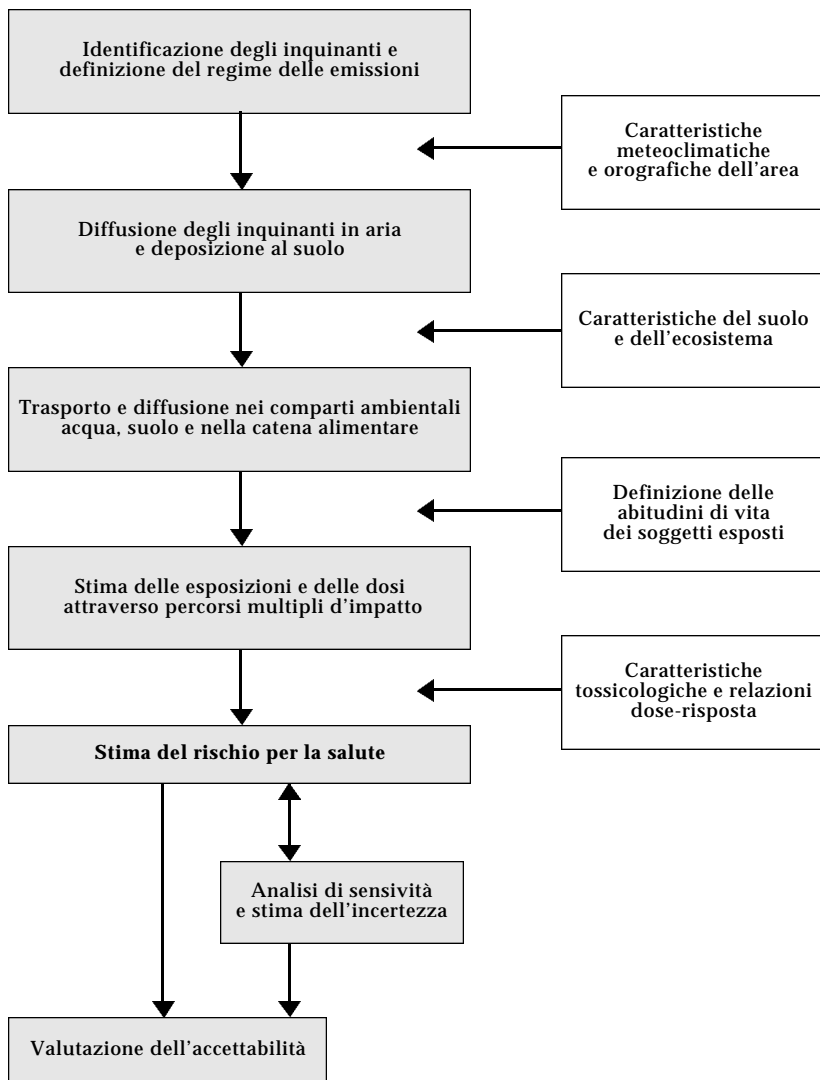 Identificazione degli inquinanti e
definizione del regime delle emissioni
Caratteristiche
meteoclimatiche
e orografiche dell'area
Diffusione degli inquinanti in aria
e deposizione al suolo
Caratteristiche del suolo
e dell'ecosistema
Trasporto e diffusione nei comparti ambientali
acqua, suolo e nella catena alimentare
Definizione delle
abitudini di vita
dei soggetti esposti
Stima delle esposizioni e delle dosi
attraverso percorsi multipli d'impatto
Caratteristiche
tossicologiche e relazioni
dose-risposta
Stima del rischio per la salute
Analisi di sensività
e stima dell'incertezza
Valutazione dell'accettabilità